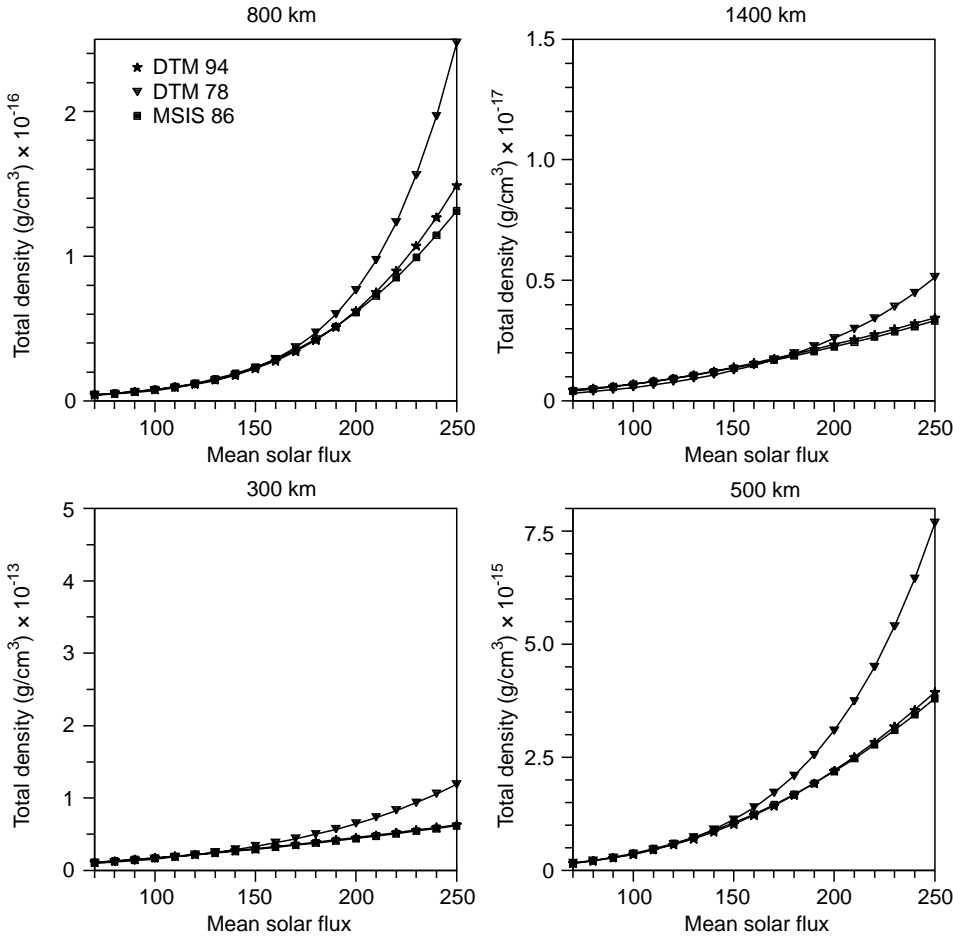 800 km
Total density (g/cm³) × 10⁻¹⁶
2
1
0
★ DTM 94
▼ DTM 78
■ MSIS 86
100 150 200 250
Mean solar flux
1400 km
Total density (g/cm³) × 10⁻¹⁷
1.5
1.0
0.5
0
100 150 200 250
Mean solar flux
300 km
Total density (g/cm³) × 10⁻¹³
5
4
3
2
1
0
100 150 200 250
Mean solar flux
500 km
Total density (g/cm³) × 10⁻¹⁵
7.5
5.0
2.5
0
100 150 200 250
Mean solar flux